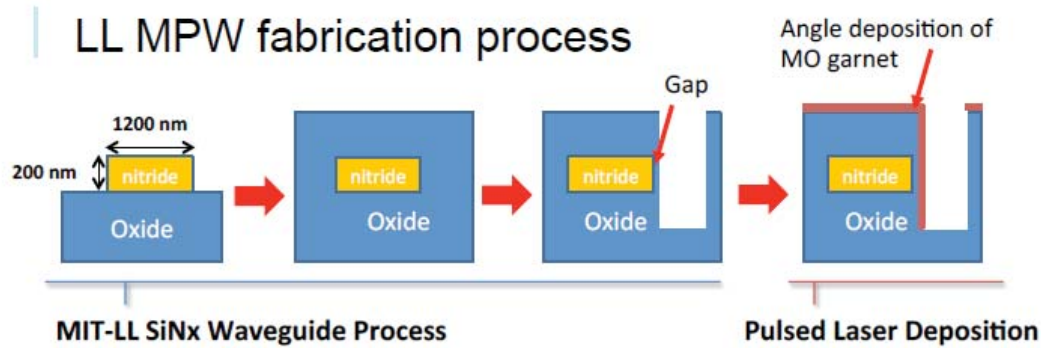 LL MPW fabrication process
Angle deposition of
MO garnet
Gap
1200 nm
200 nm
nitride
Oxide
nitride
Oxide
nitride
Oxide
nitride
Oxide
MIT-LL SiNx Waveguide Process
Pulsed Laser Deposition